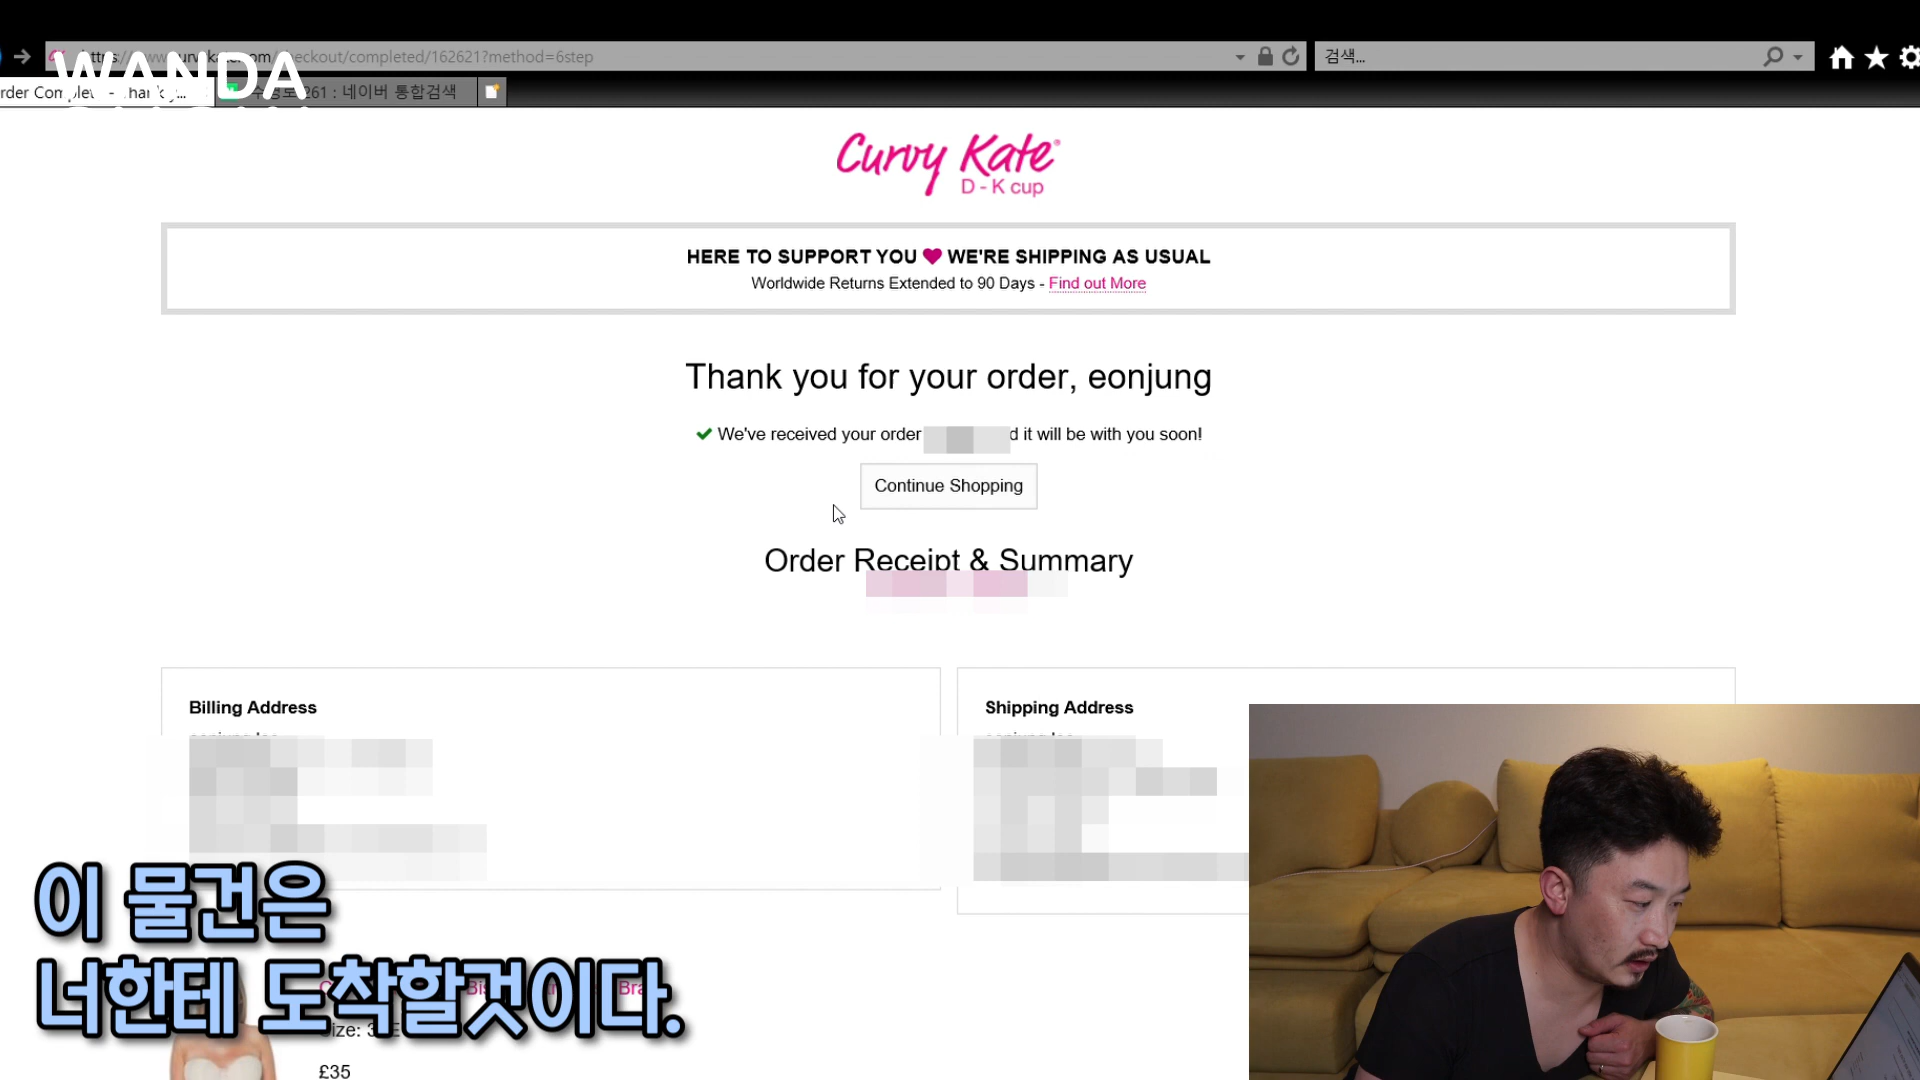 WANDA
eckout/completed/162621?method=6step
검색...
261 : 네이버 통합검색
Curvy Kate
D - K cup
HERE TO SUPPORT YOU WE'RE SHIPPING AS USUAL
Worldwide Returns Extended to 90 Days - Find out More
Thank you for your order, eonjung
We've received your order d it will be with you soon!
Continue Shopping
Order Receipt & Summary
Billing Address
Shipping Address
이 물건은
너한테 도착할것이다.
£35